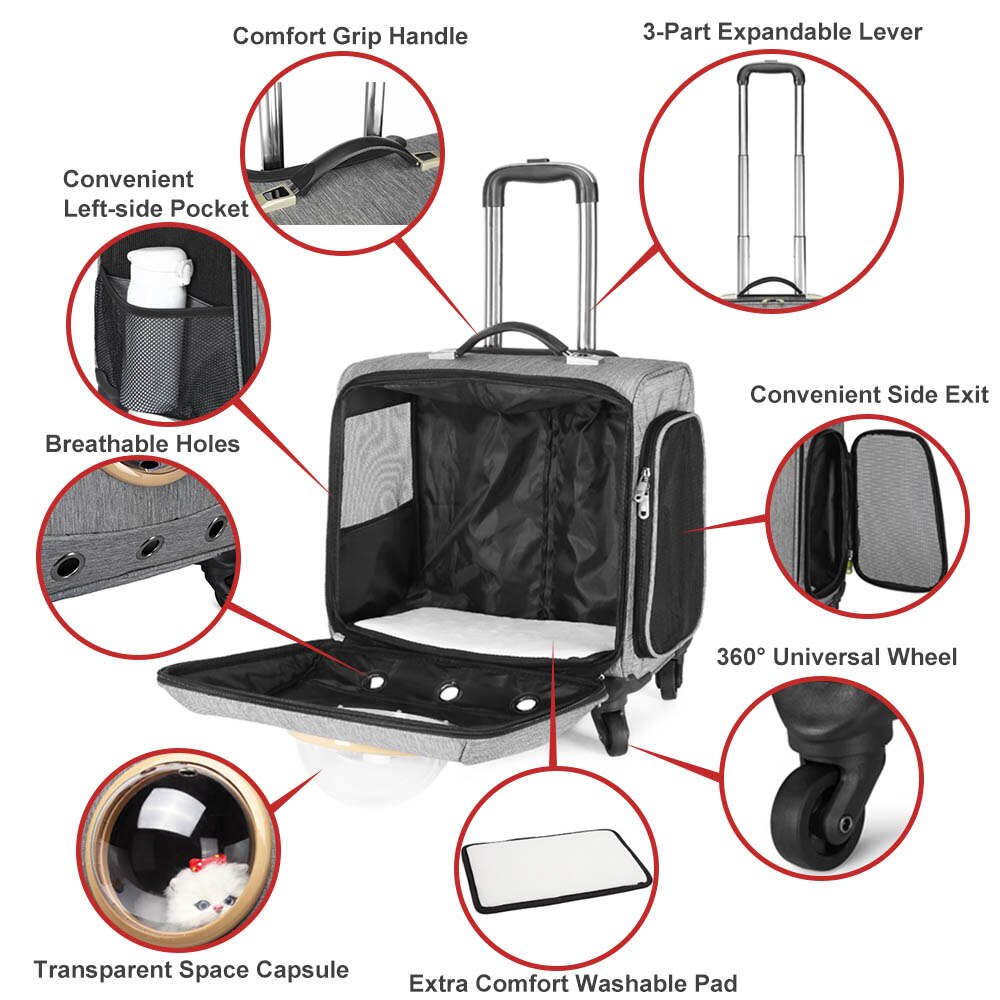 Comfort Grip Handle
3-Part Expandable Lever
Convenient
Left-side Pocket
Convenient Side Exit
Breathable Holes
360° Universal Wheel
Transparent Space Capsule
Extra Comfort Washable Pad